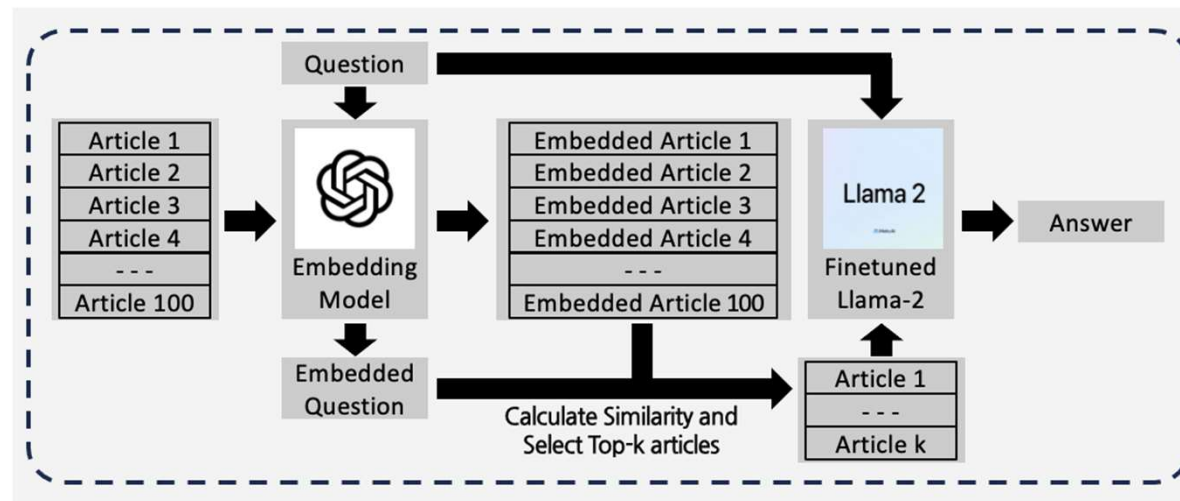 Question
Article 1
Article 2
Article 3
Article 4
- - -
Article 100
Embedding
Model
Embedded Article 1
Embedded Article 2
Embedded Article 3
Embedded Article 4
- - -
Embedded Article 100
Llama 2
Finetuned
Llama-2
Answer
Embedded
Question
Calculate Similarity and
Select Top-k articles
Article 1
- - -
Article k